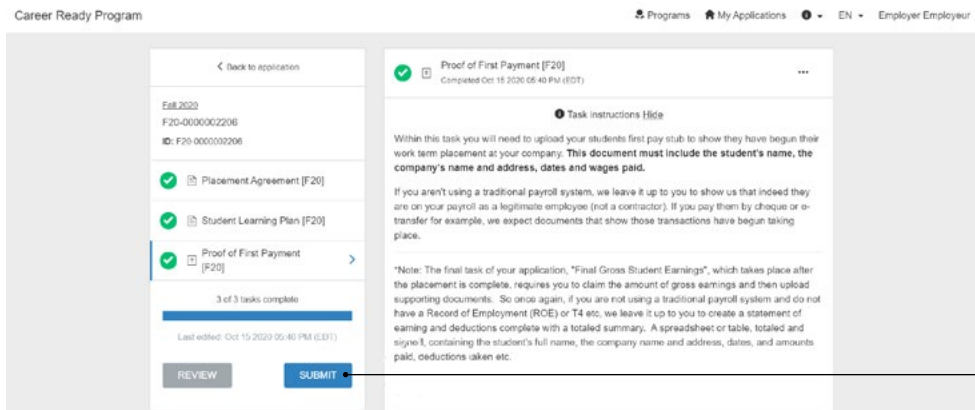 Career Ready Program
Programs My Applications EN Employer Employeur
Back to application
Fall 2020
F20-0000002206
ID: F20-0000002206
Placement Agreement [F20]
Student Learning Plan [F20]
Proof of First Payment
[F20]
3 of 3 tasks complete
Last edited: Oct 15 2020 05:40 PM (EDT)
REVIEW SUBMIT
Proof of First Payment [F20]
Completed Oct 15 2020 05:40 PM (EDT)
...
Task instructions Hide
Within this task you will need to upload your students first pay stub to show they have begun their
work term placement at your company. This document must include the student's name, the
company's name and address, dates and wages paid.
If you aren't using a traditional payroll system, we leave it up to you to show us that indeed they
are on your payroll as a legitimate employee (not a contractor). If you pay them by cheque or e-
transfer for example, we expect documents that show those transactions have begun taking
place.
*Note: The final task of your application, "Final Gross Student Earnings", which takes place after
the placement is complete, requires you to claim the amount of gross earnings and then upload
supporting documents. So once again, if you are not using a traditional payroll system and do not
have a Record of Employment (ROE) or T4 etc, we leave it up to you to create a statement of
earning and deductions complete with a totaled summary. A spreadsheet or table, totaled and
signed, containing the student's full name, the company name and address, dates, and amounts
paid, deductions taken etc.